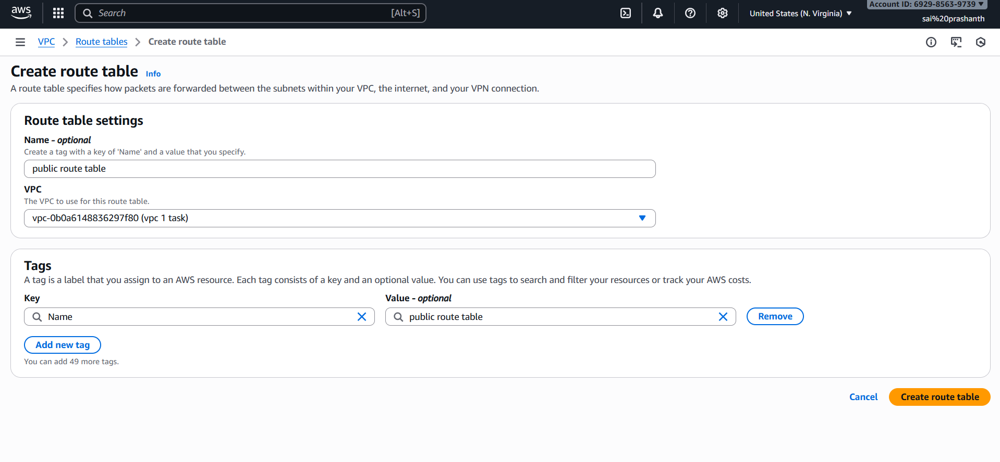 aws
Search [Alt+S]
United States (N. Virginia)
Account ID: 6929-8563-9739
sai%20prashanth
VPC
Route tables
Create route table
Create route table Info
A route table specifies how packets are forwarded between the subnets within your VPC, the internet, and your VPN connection.
Route table settings
Name - optional
Create a tag with a key of 'Name' and a value that you specify.
public route table
VPC
The VPC to use for this route table.
vpc-0b0a6148836297f80 (vpc 1 task)
Tags
A tag is a label that you assign to an AWS resource. Each tag consists of a key and an optional value. You can use tags to search and filter your resources or track your AWS costs.
Key
Value - optional
Name
public route table
Remove
Add new tag
You can add 49 more tags.
Cancel
Create route table